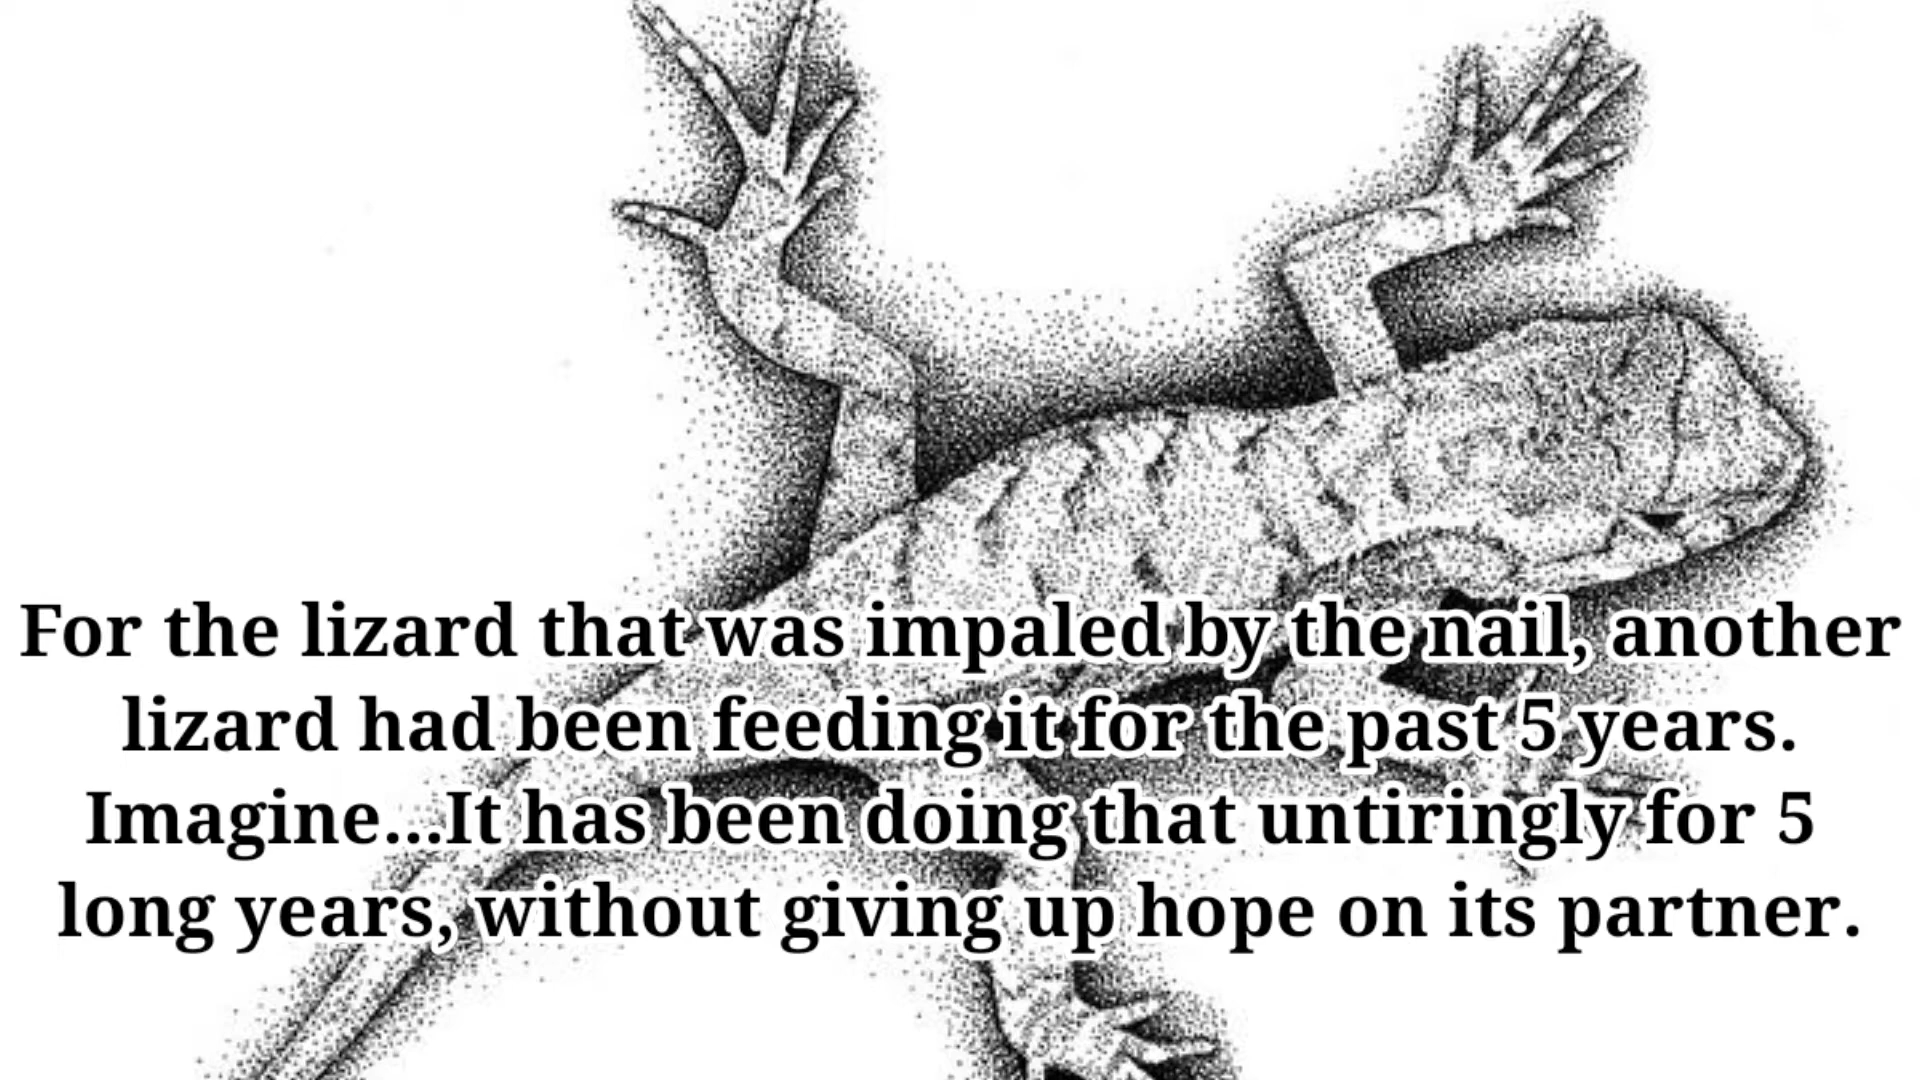 For the lizard that was impaled by the nail, another
lizard had been feeding it for the past 5 years.
Imagine...It has been doing that untiringly for 5
long years, without giving up hope on its partner.